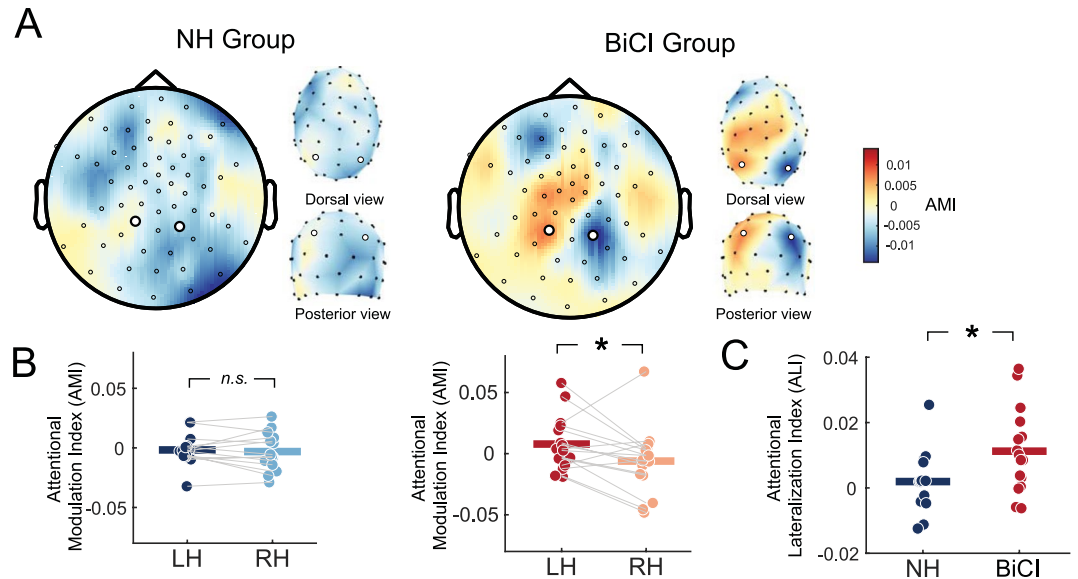 A
NH Group
BiCI Group
Dorsal view
Posterior view
Dorsal view
Posterior view
0.01
0.005
0
-0.005
-0.01
AMI
B
Attentional
Modulation Index (AMI)
0.05
0
-0.05
n.s.
LH
RH
Attentional
Modulation Index (AMI)
0.05
0
-0.05
*
LH
RH
C
Attentional
Lateralization Index (ALI)
0.04
0.02
0
-0.02
*
NH
BiCI